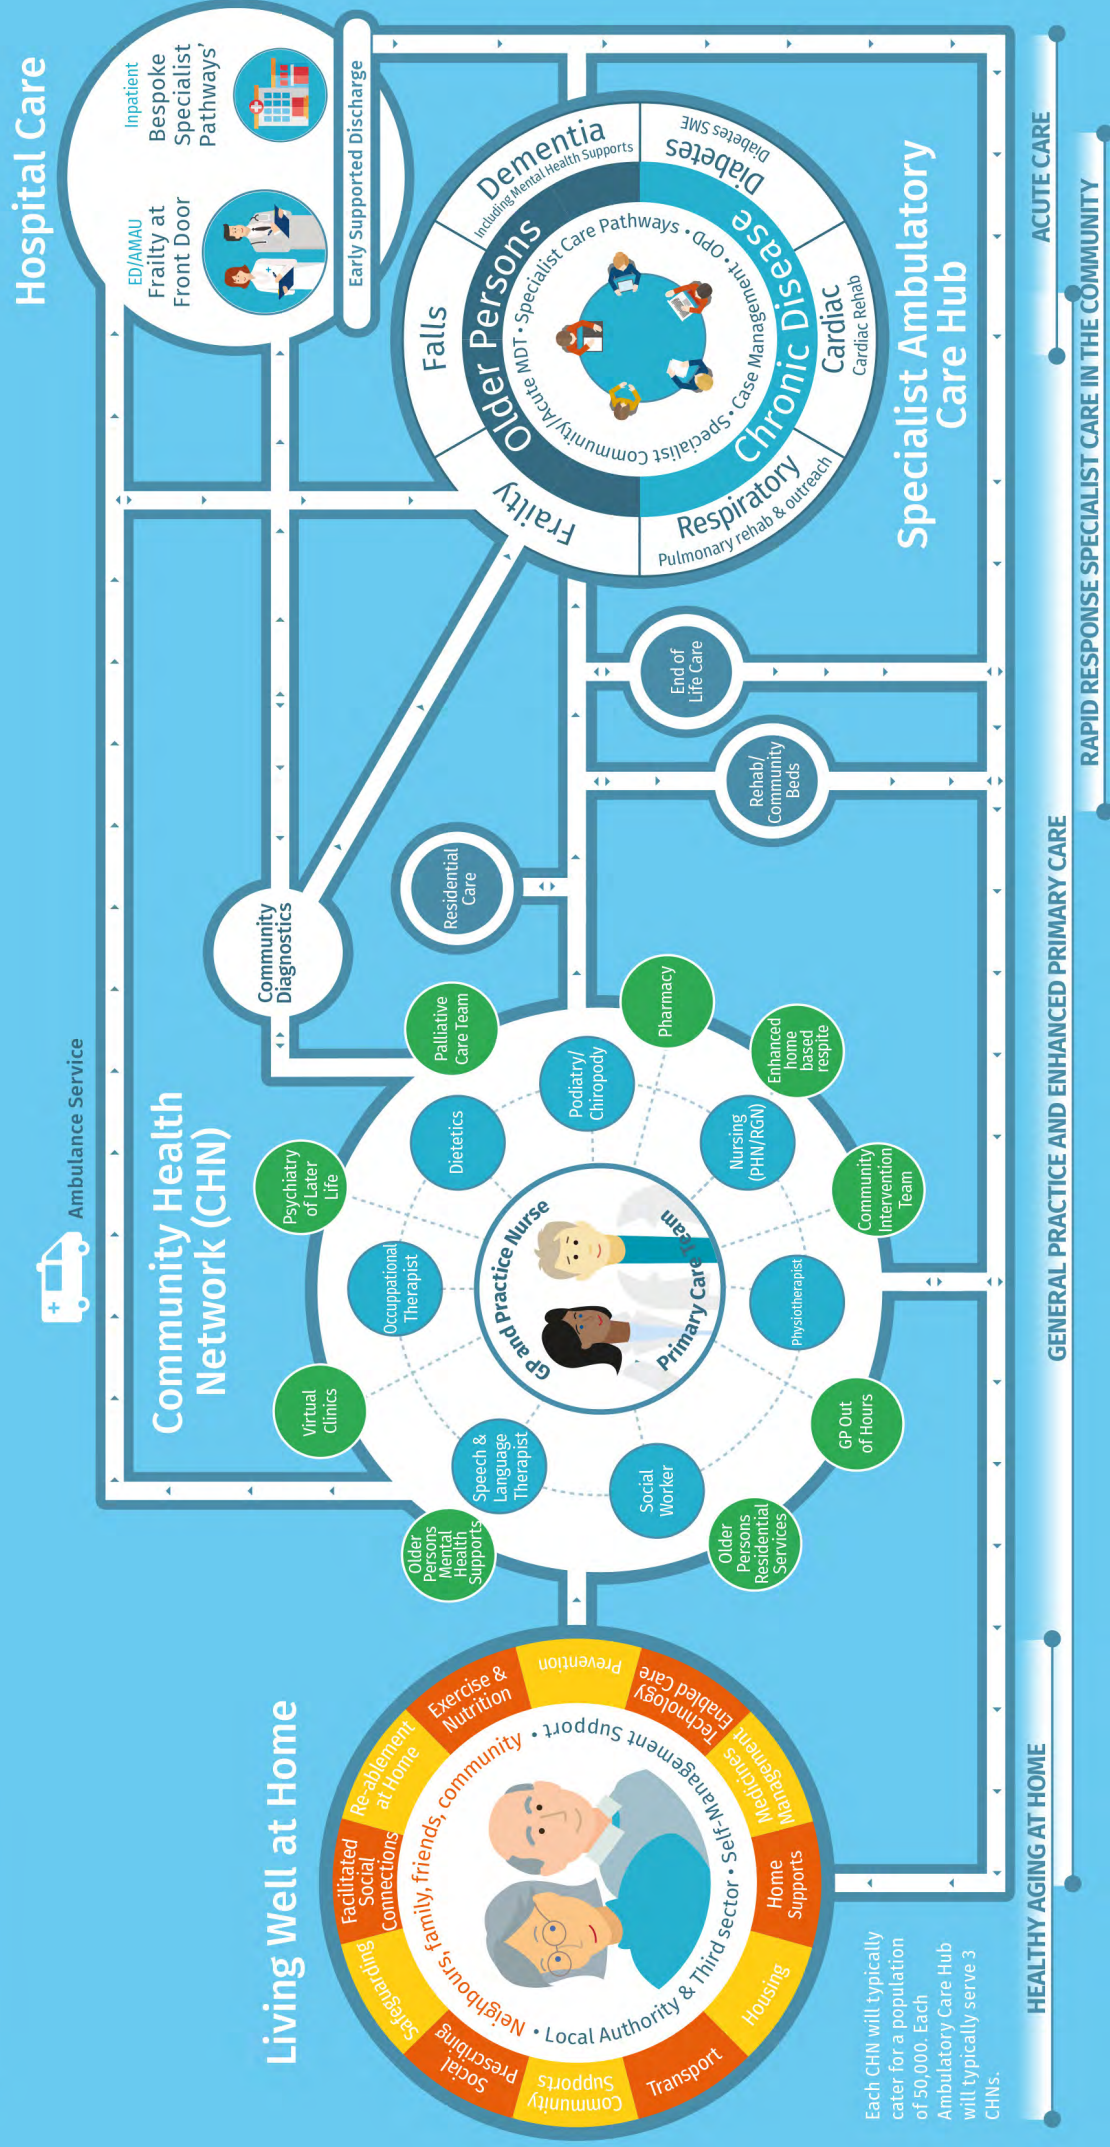 Living Well at Home
Re-ablement
at Home
Exercise &
Nutrition
Prevention
Technology
Enabled Care
Medicines
Management
Home
Supports
Housing
Transport
Community
Supports
Social
Prescribing
Safeguarding
Facilitated
Social
Connections
Neighbours, family, friends, community • Local Authority & Third sector • Self-Management Support •
Each CHN will typically
cater for a population
of 50,000. Each
Ambulatory Care Hub
will typically serve 3
CHNs.
Ambulance Service
Community Health
Network (CHN)
GP and Practice Nurse
Primary Care Team
Older
Persons
Mental
Health
Supports
Virtual
Clinics
Psychiatry
of Later
Life
Palliative
Care Team
Pharmacy
Enhanced
home
based
respite
Community
Intervention
Team
GP Out
of Hours
Older
Persons
Residential
Services
Speech &
Language
Therapist
Occuppational
Therapist
Dietetics
Podiatry/
Chiropody
Nursing
(PHN/RGN)
Physiotherapist
Social
Worker
Community
Diagnostics
Residential
Care
Rehab/
Community
Beds
End of
Life Care
Hospital Care
ED/AMAU
Frailty at
Front Door
Inpatient
Bespoke
Specialist
Pathways’
Early Supported Discharge
Frailty
Falls
Dementia
Including Mental Health Supports
Diabetes
Diabetes SME
Cardiac
Cardiac Rehab
Respiratory
Pulmonary rehab & outreach
Older Persons
Chronic Disease
Specialist Community/Acute MDT • Specialist Care Pathways • OPD • Case Management •
Specialist Ambulatory
Care Hub
HEALTHY AGING AT HOME
GENERAL PRACTICE AND ENHANCED PRIMARY CARE
ACUTE CARE
RAPID RESPONSE SPECIALIST CARE IN THE COMMUNITY